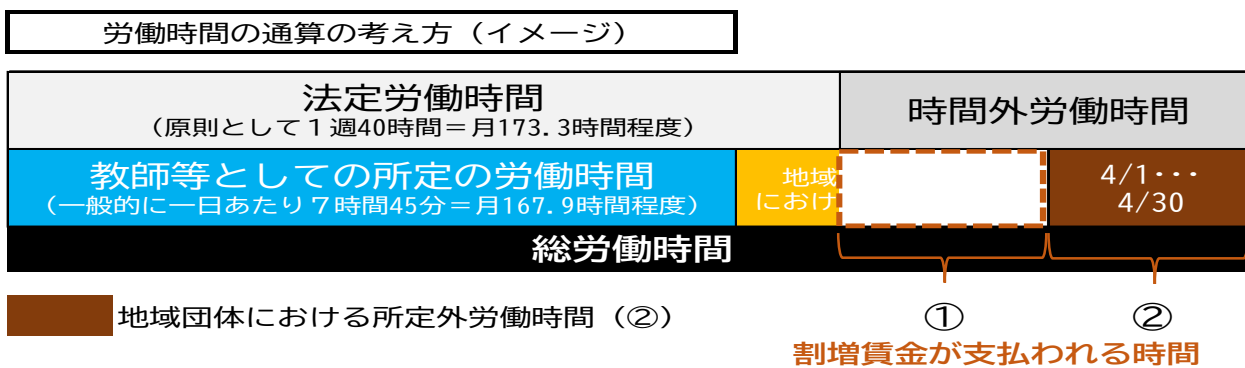 労働時間の通算の考え方(イメージ)
法定労働時間
(原則として1週40時間=月173.3時間程度)
時間外労働時間
教師等としての所定の労働時間
(一般的に一日あたり7時間45分=月167.9時間程度)
地域
におけ
4/1・・・
4/30
総労働時間
地域団体における所定外労働時間(②)
①
②
割増賃金が支払われる時間